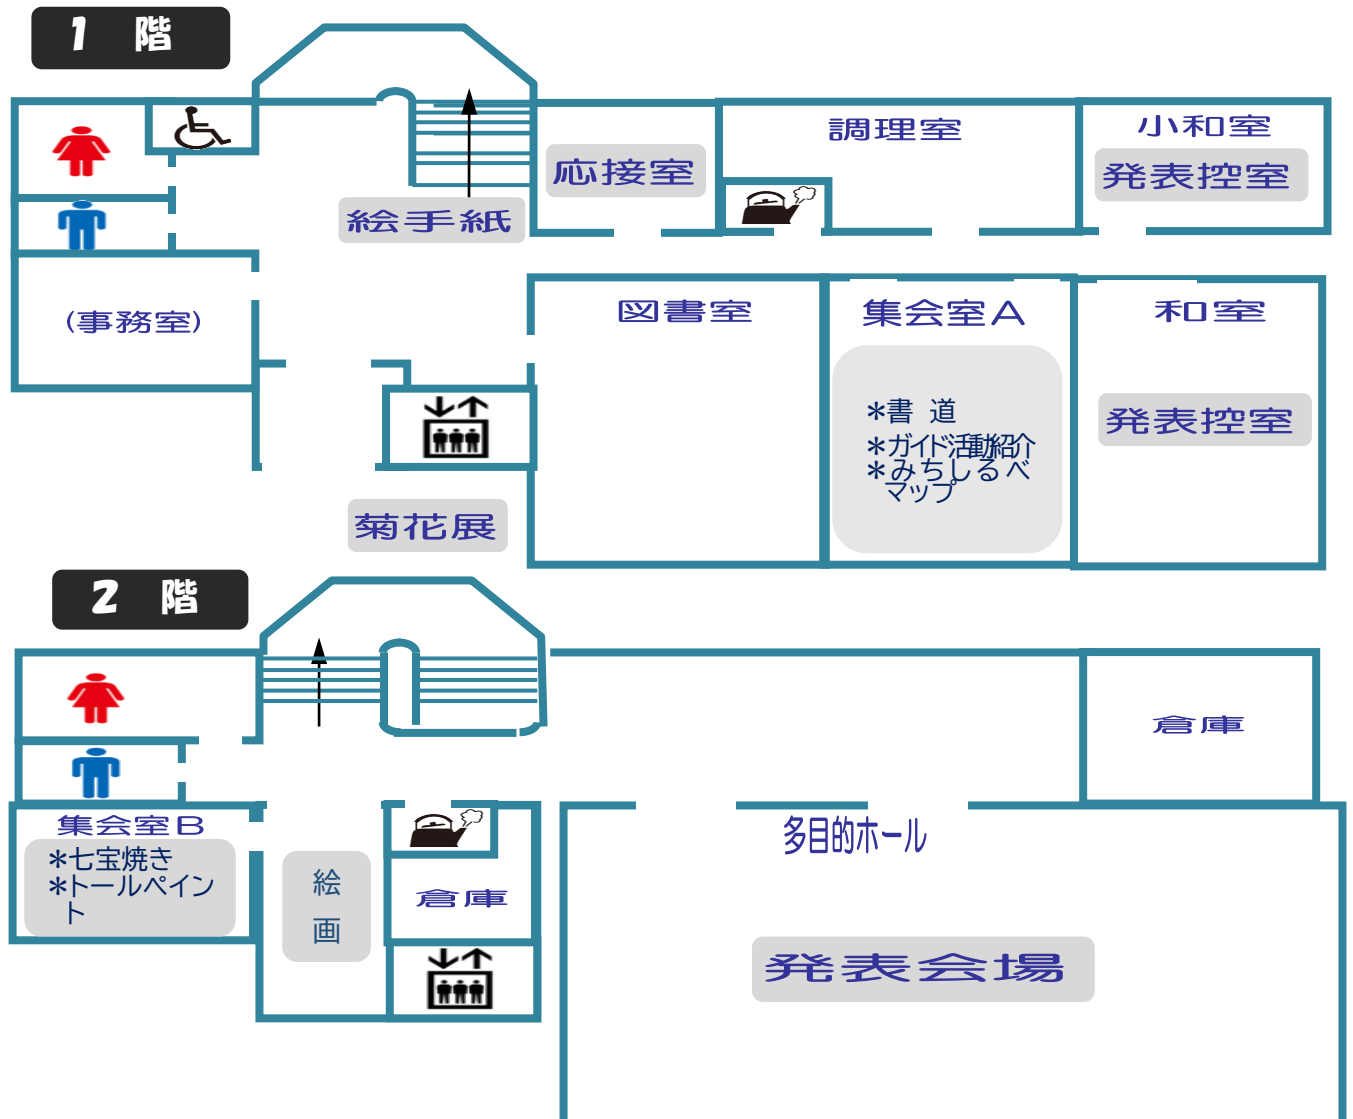 1 階
調理室
小和室
応接室
発表控室
絵手紙
(事務室)
図書室
集会室A
和室
*書 道
*ガイド活動紹介
*みちしるべ
マップ
発表控室
菊花展
2 階
倉庫
集会室B
*七宝焼き
*トールペイン
ト
絵
画
倉庫
多目的ホール
発表会場